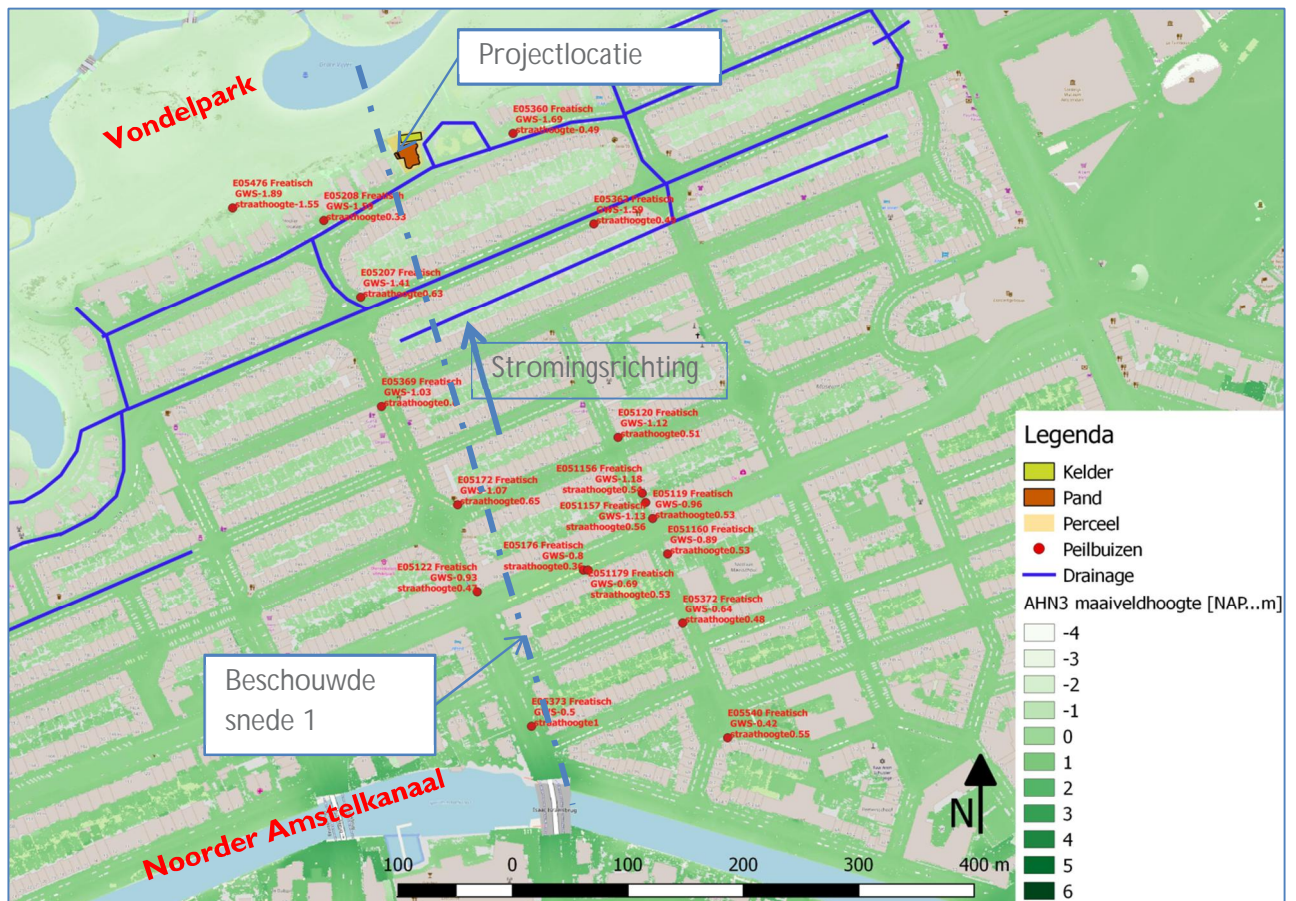 Projectlocatie
Vondelpark
E05360 Freatisch
GWS-1.69
straathoogte-0.49
E05476 Freatisch
GWS-1.89
straathoogte-1.55
E05208 Freatisch
straathoogte0.33
E05363 Freatisch
GWS-1.59
E05207 Freatisch
GWS-1.41
straathoogte0.63
Stromingsrichting
E05369 Freatisch
GWS-1.03
E05120 Freatisch
GWS-1.12
straathoogte0.51
E051156 Freatisch
GWS-1.18
E05172 Freatisch
GWS-1.07
straathoogte0.65
E05119 Freatisch
GWS-0.96
straathoogte0.53
E051157 Freatisch
GWS-1.13
straathoogte0.56
E051160 Freatisch
GWS-0.89
straathoogte0.53
E05176 Freatisch
GWS-0.8
E05122 Freatisch
GWS-0.93
E051179 Freatisch
GWS-0.69
straathoogte0.53
E05372 Freatisch
GWS-0.64
straathoogte0.48
Beschouwde
snede 1
E05373 Freatisch
GWS-0.5
straathoogte1
E05540 Freatisch
GWS-0.42
straathoogte0.55
Noorder Amstelkanaal
N
100 0 100 200 300 400 m
Legenda
Kelder
Pand
Perceel
Peilbuizen
Drainage
AHN3 maaiveldhoogte [NAP...m]
-4
-3
-2
-1
0
1
2
3
4
5
6